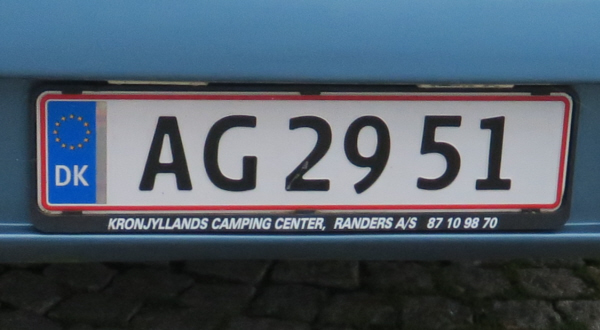 DK AG 29 51
KRONJYLLANDS CAMPING CENTER, RANDERS A/S 87 10 98 70